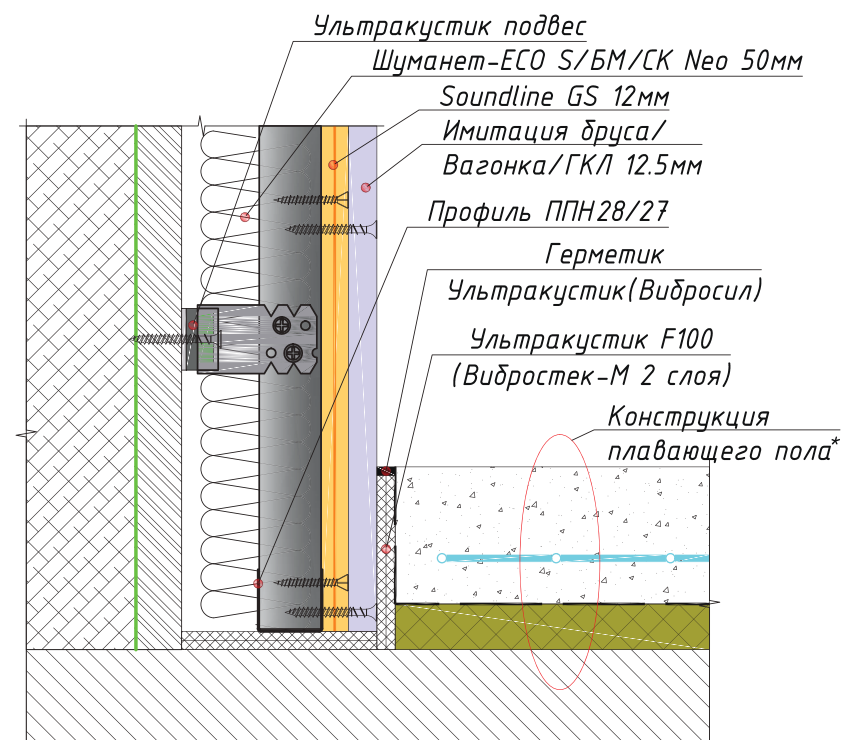 Ультракустик подвес
Шуманет-ECO S/БМ/СК Neo 50мм
Soundline GS 12мм
Имитация бруса/
Вагонка/ГКЛ 12.5мм
Профиль ППН28/27
Герметик
Ультракустик(Вибросил)
Ультракустик F100
(Вибростек-М 2 слоя)
Конструкция
плавающего пола*